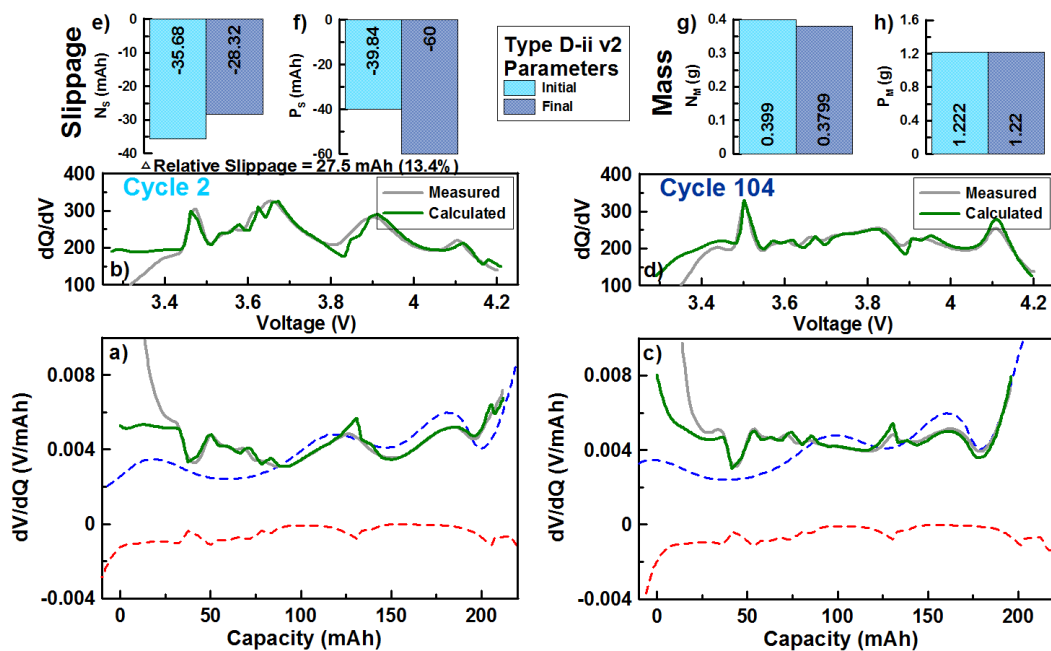 e)
f)
g)
h)
Slippage
N_S (mAh)
0
-10
-20
-30
-40
-35.68
-28.32
P_S (mAh)
0
-20
-40
-60
-39.84
-60
Type D-ii v2
Parameters
Initial
Final
Mass
N_M (g)
0.4
0.3
0.2
0.1
0
0.399
0.3799
P_M (g)
1.6
1.2
0.8
0.4
0
1.222
1.22
△ Relative Slippage = 27.5 mAh (13.4%)
Cycle 2
Measured
Calculated
dQ/dV
400
300
200
100
b)
3.4
3.6
3.8
4
4.2
Voltage (V)
Cycle 104
Measured
Calculated
dQ/dV
400
300
200
100
d)
3.4
3.6
3.8
4
4.2
Voltage (V)
a)
dV/dQ (V/mAh)
0.008
0.004
0
-0.004
0
50
100
150
200
Capacity (mAh)
c)
dV/dQ (V/mAh)
0.008
0.004
0
-0.004
0
50
100
150
200
Capacity (mAh)